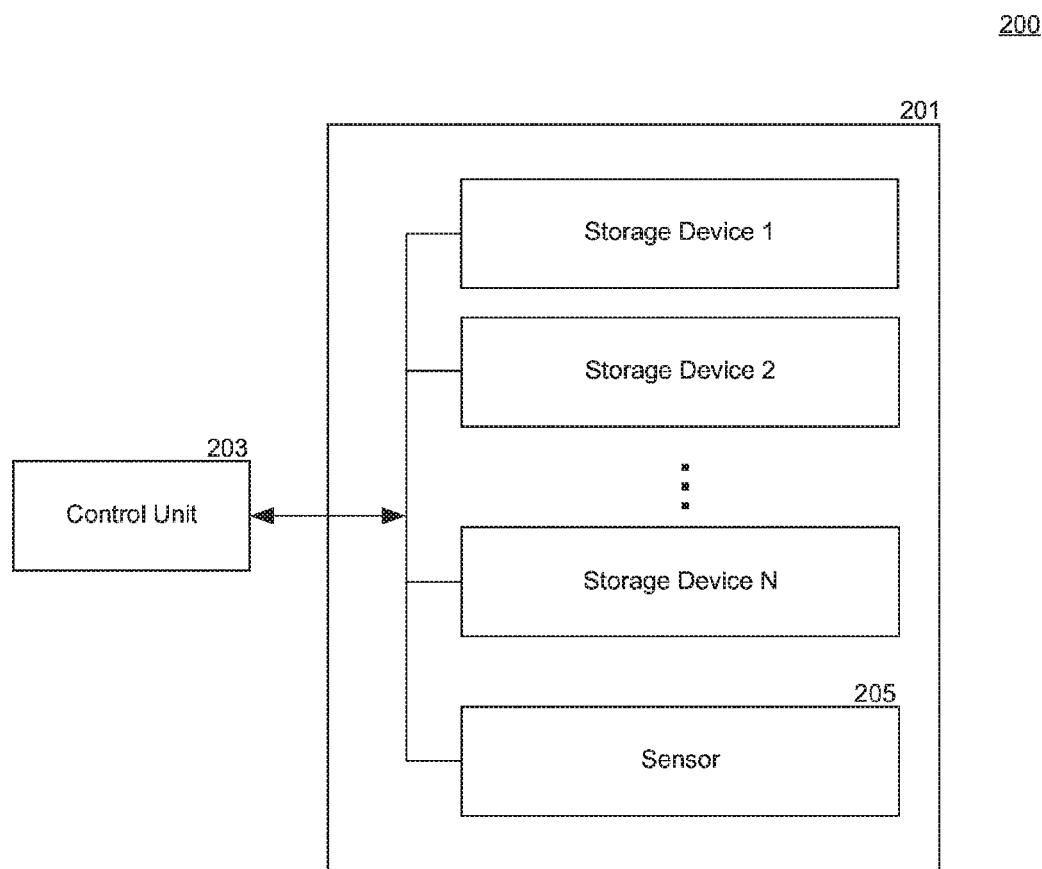 200
201
Storage Device 1
Storage Device 2
203
Control Unit
Storage Device N
205
Sensor